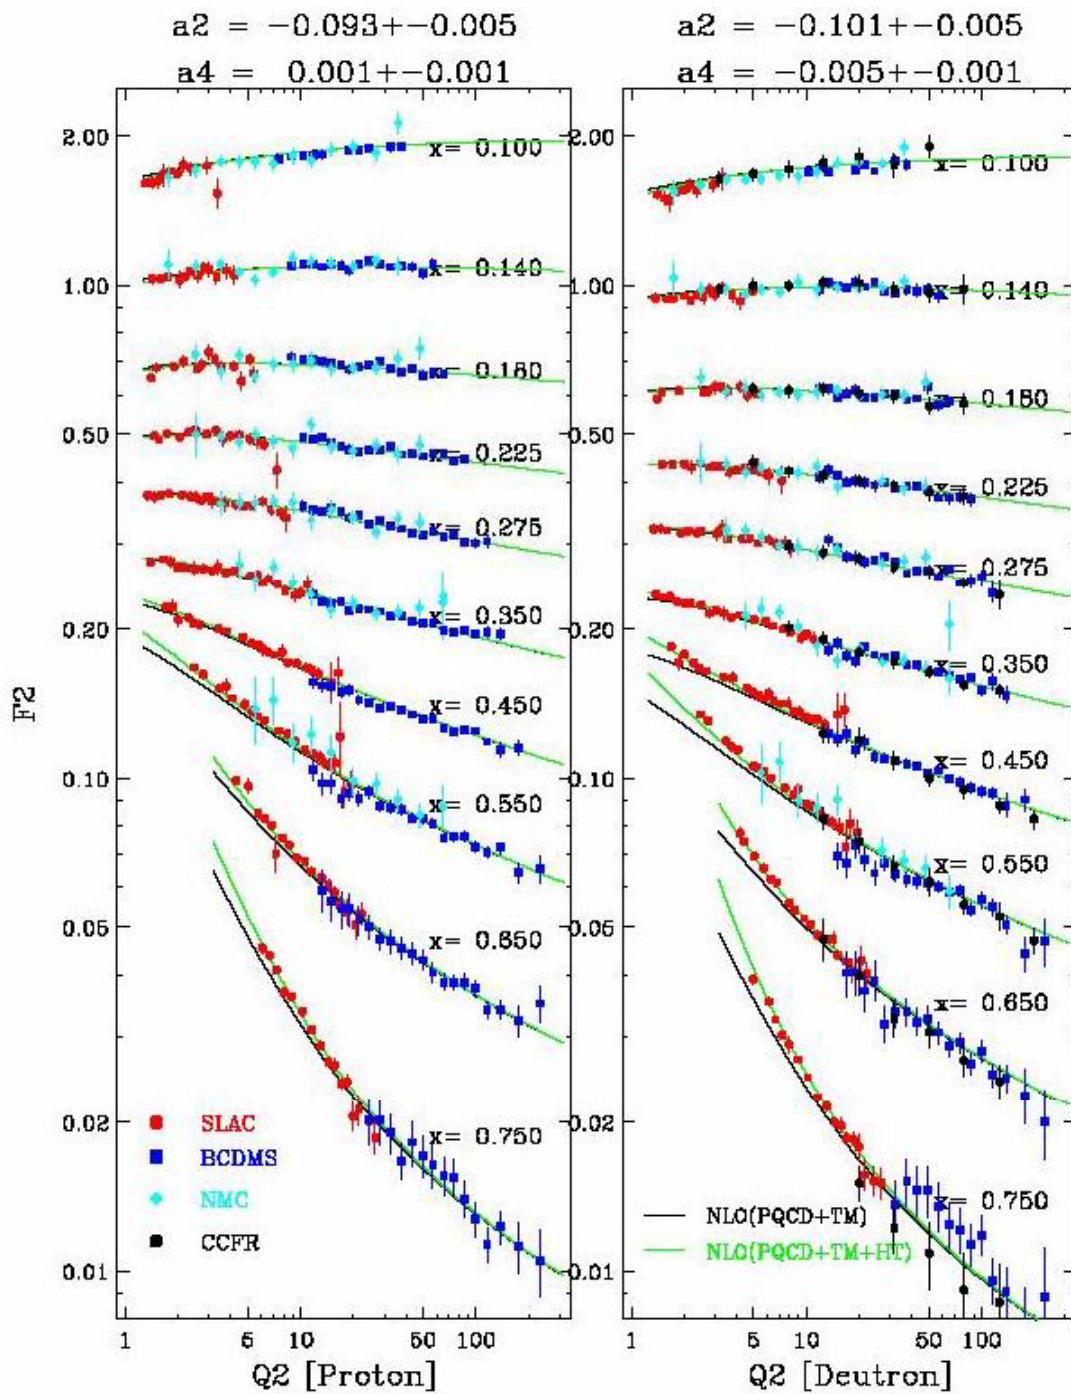 a2 = -0.093+-0.005
a4 = 0.001+-0.001
a2 = -0.101+-0.005
a4 = -0.005+-0.001
F2
2.00
1.00
0.50
0.20
0.10
0.05
0.02
0.01
x= 0.100
x= 0.140
x= 0.180
x= 0.225
x= 0.275
x= 0.350
x= 0.450
x= 0.550
x= 0.650
x= 0.750
SLAC
BCDMS
NMC
CCFR
1 5 10 50 100
Q2 [Proton]
2.00
1.00
0.50
0.20
0.10
0.05
0.02
0.01
x= 0.100
x= 0.140
x= 0.180
x= 0.225
x= 0.275
x= 0.350
x= 0.450
x= 0.550
x= 0.650
x= 0.750
NLO(PQCD+TM)
NLO(PQCD+TM+HT)
1 5 10 50 100
Q2 [Deutron]